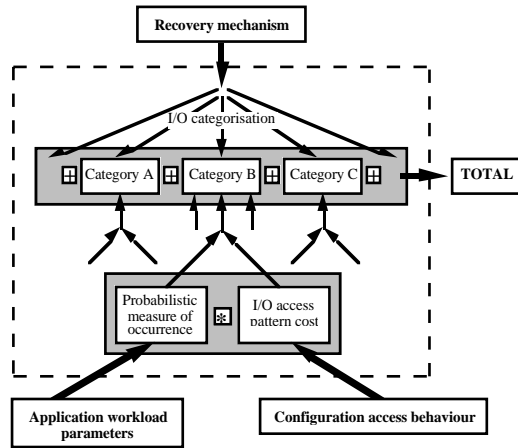 Recovery mechanism
I/O categorisation
+ Category A + Category B + Category C +
TOTAL
Probabilistic
measure of
occurrence
*
I/O access
pattern cost
Application workload
parameters
Configuration access behaviour